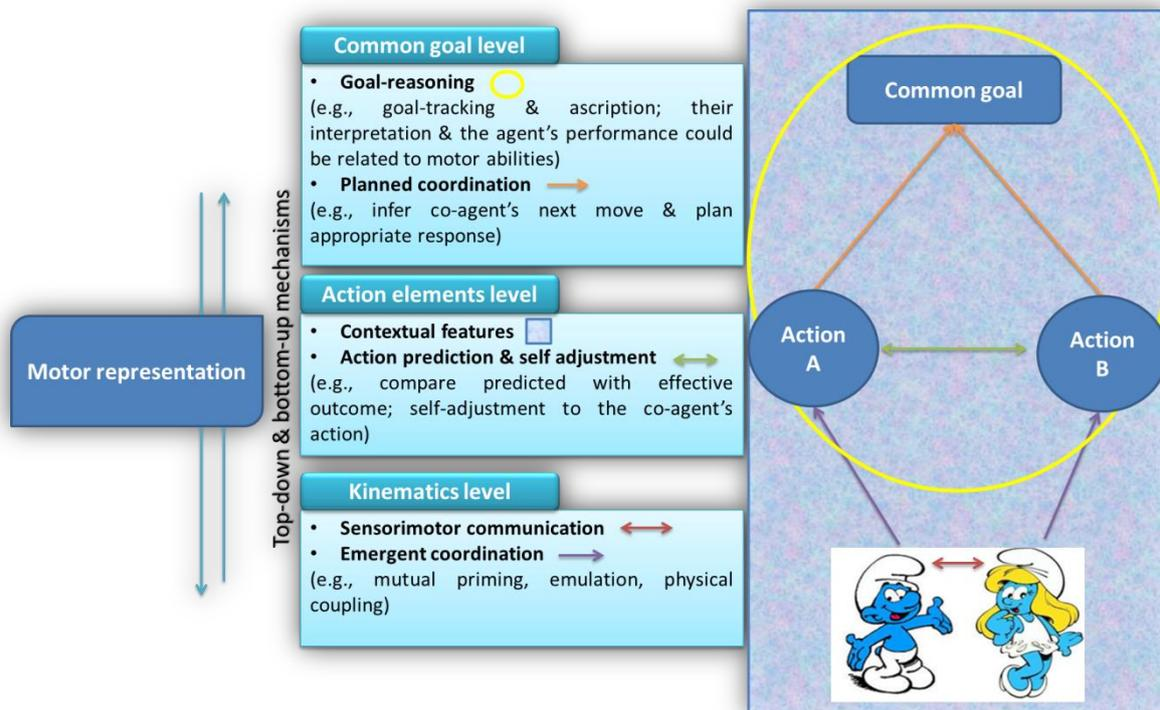 Common goal level
• Goal-reasoning
(e.g., goal-tracking & ascription; their
interpretation & the agent's performance could
be related to motor abilities)
• Planned coordination
(e.g., infer co-agent's next move & plan
appropriate response)
Action elements level
• Contextual features
• Action prediction & self adjustment
(e.g., compare predicted with effective
outcome; self-adjustment to the co-agent's
action)
Kinematics level
• Sensorimotor communication
• Emergent coordination
(e.g., mutual priming, emulation, physical
coupling)
Motor representation
Top-down & bottom-up mechanisms
Common goal
Action
A
Action
B